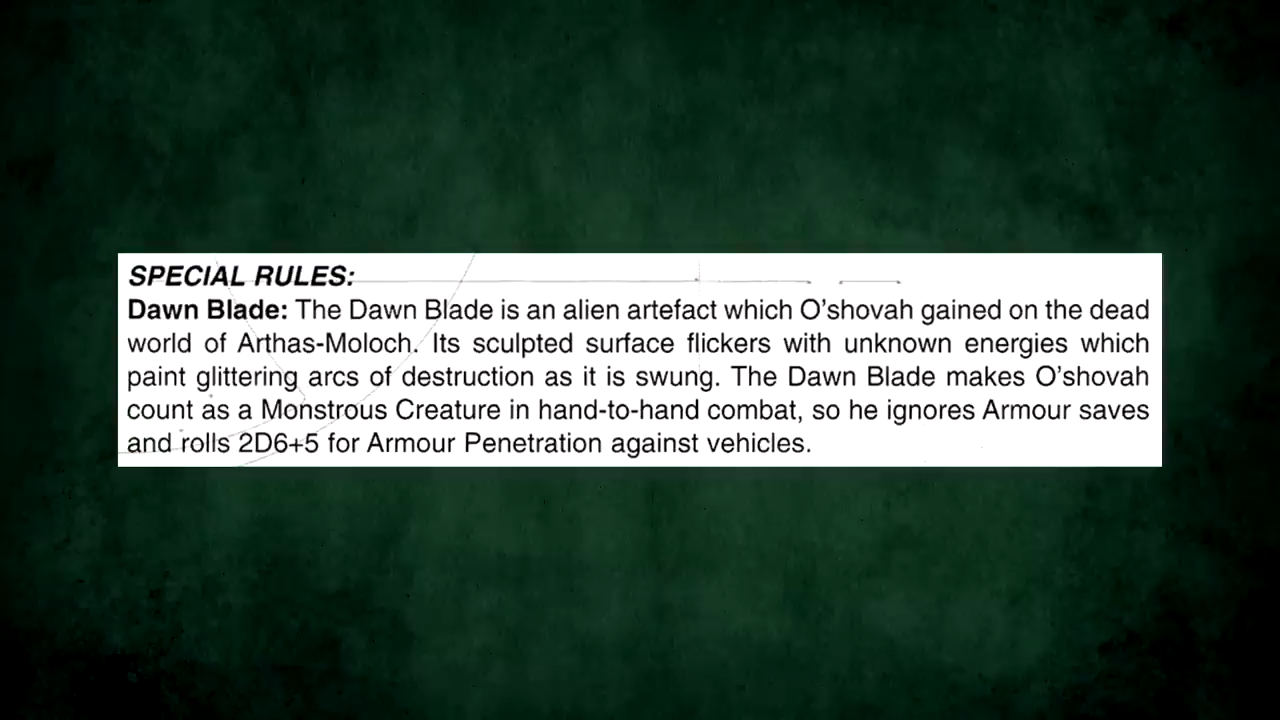 SPECIAL RULES:
Dawn Blade: The Dawn Blade is an alien artefact which O'shovah gained on the dead
world of Arthas-Moloch. Its sculpted surface flickers with unknown energies which
paint glittering arcs of destruction as it is swung. The Dawn Blade makes O'shovah
count as a Monstrous Creature in hand-to-hand combat, so he ignores Armour saves
and rolls 2D6+5 for Armour Penetration against vehicles.